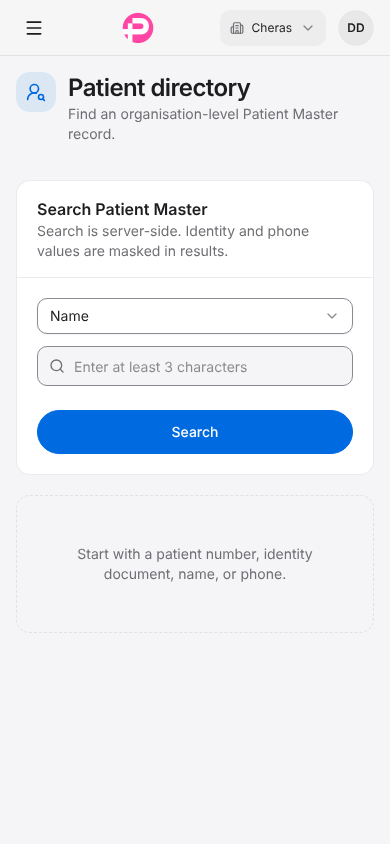 Cheras
DD
Patient directory
Find an organisation-level Patient Master
record.
Search Patient Master
Search is server-side. Identity and phone
values are masked in results.
Name
Enter at least 3 characters
Search
Start with a patient number, identity
document, name, or phone.